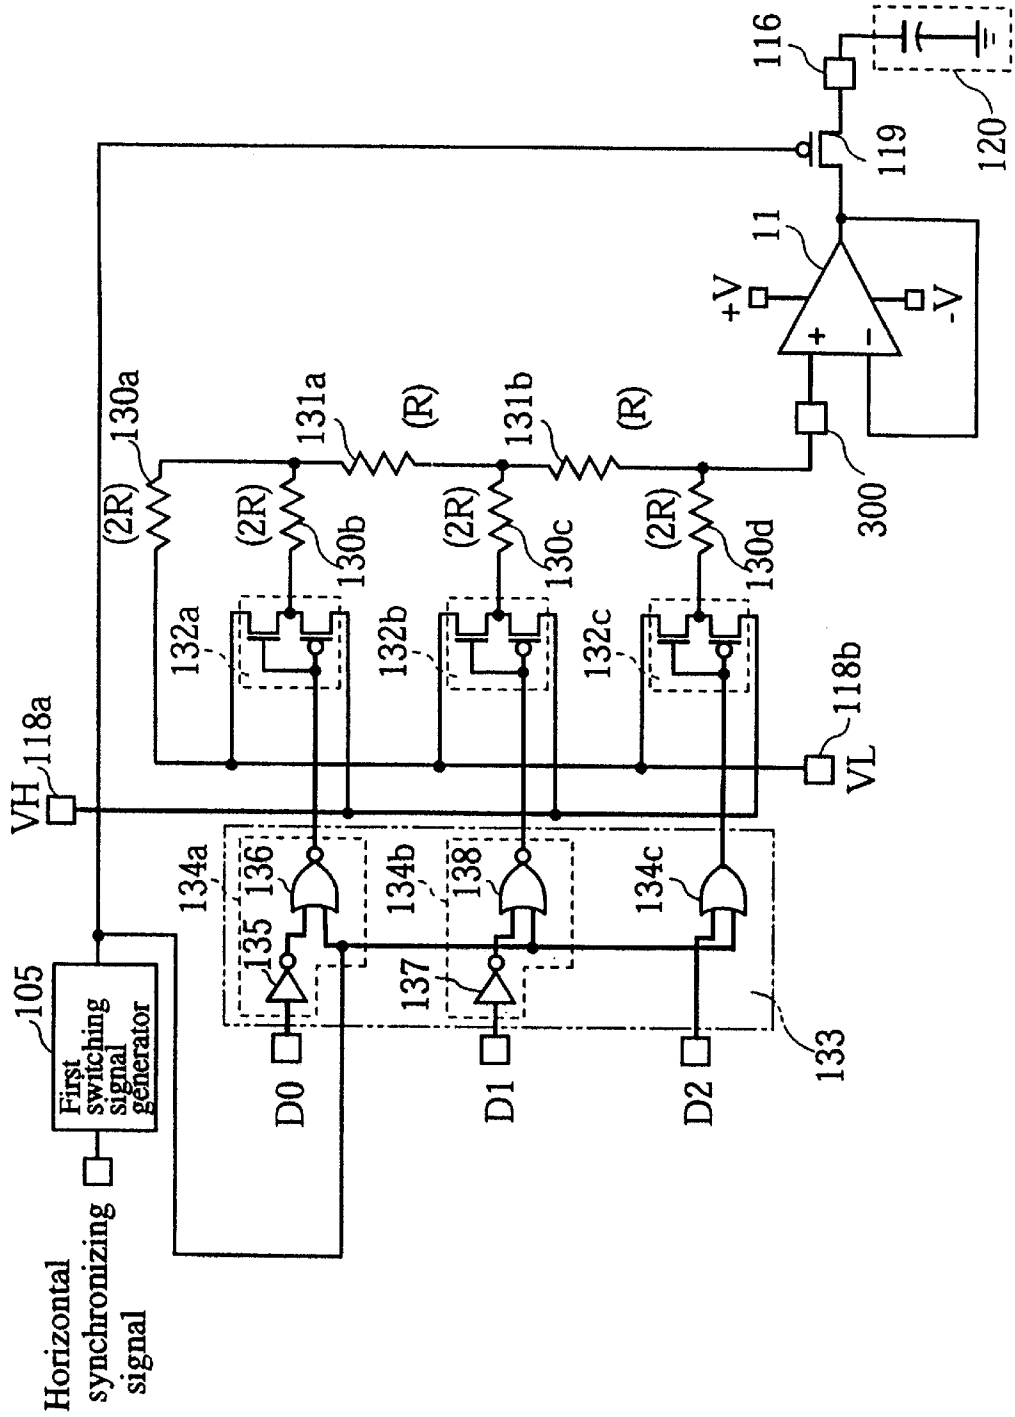 Horizontal
synchronizing
signal
105
First
switching
signal
generator
VH
118a
133
D0
D1
D2
134a
135
136
134b
137
138
134c
VL
118b
132a
132b
132c
130a
(2R)
130b
(2R)
130c
(2R)
130d
(2R)
131a
(R)
131b
(R)
300
11
+V
-V
+
−
119
116
120